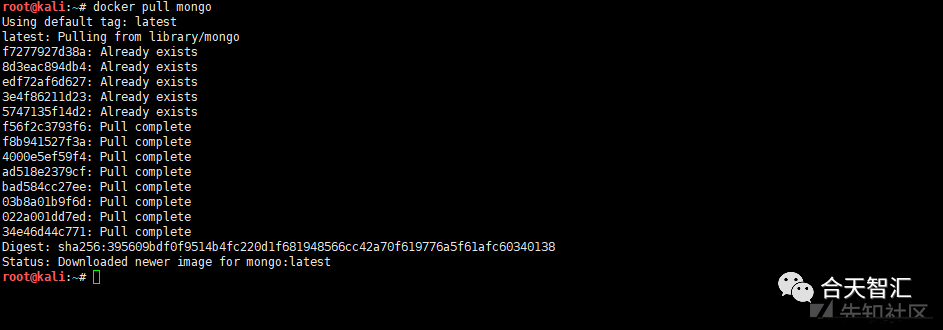 root@kali:~# docker pull mongo
Using default tag: latest
latest: Pulling from library/mongo
f7277927d38a: Already exists
8d3eac894db4: Already exists
edf72af6d627: Already exists
3e4f86211d23: Already exists
5747135f14d2: Already exists
f56f2c3793f6: Pull complete
f8b941527f3a: Pull complete
4000e5ef59f4: Pull complete
ad518e2379cf: Pull complete
bad584cc27ee: Pull complete
03b8a01b9f6d: Pull complete
022a001dd7ed: Pull complete
34e46d44c771: Pull complete
Digest: sha256:395609bdf0f9514b4fc220d1f681948566cc42a70f619776a5f61afc60340138
Status: Downloaded newer image for mongo:latest
root@kali:~#
合天智汇
先知社区